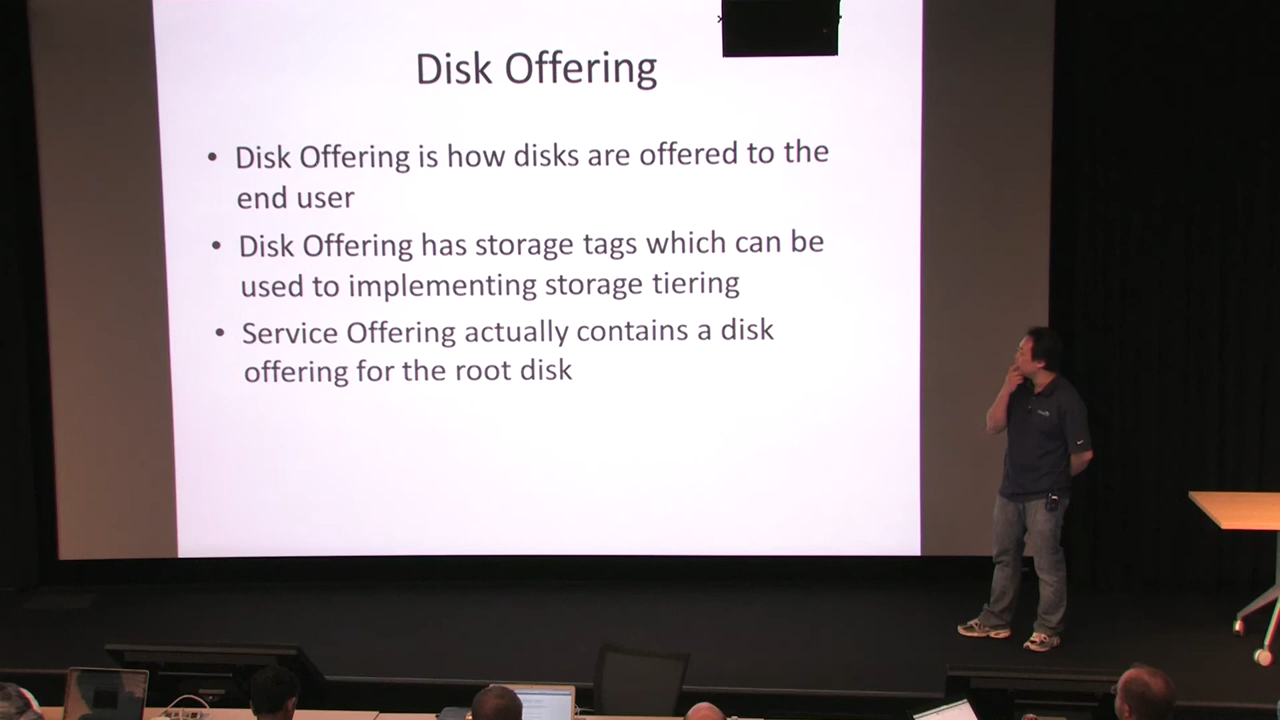 Disk Offering
• Disk Offering is how disks are offered to the
end user
• Disk Offering has storage tags which can be
used to implementing storage tiering
• Service Offering actually contains a disk
offering for the root disk